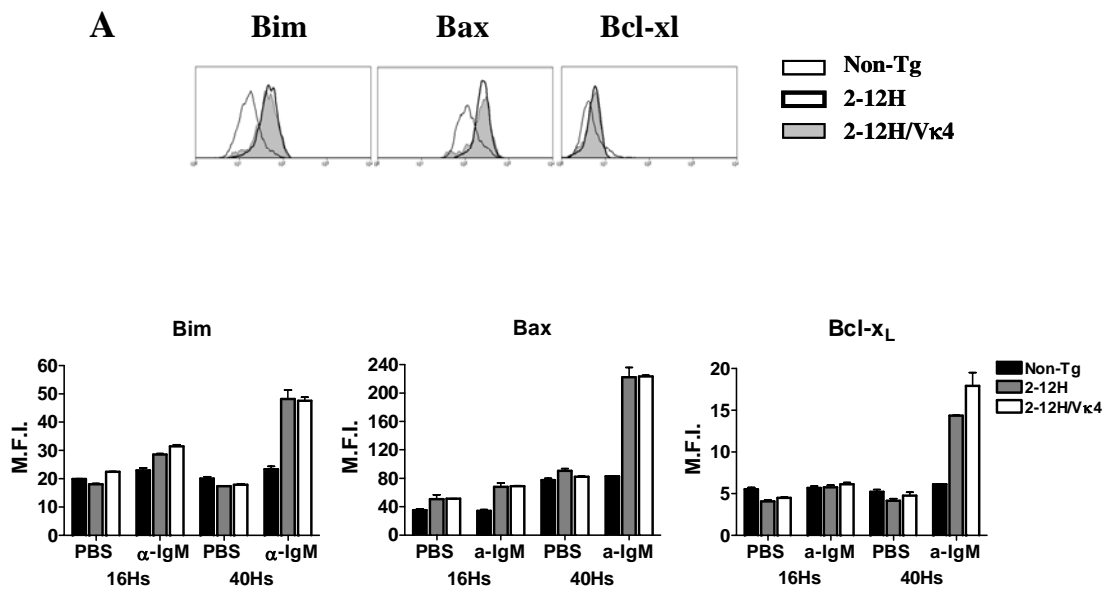 A Bim Bax Bcl-xl
Non-Tg
2-12H
2-12H/Vκ4
Bim
M.F.I.
60
50
40
30
20
10
0
PBS α-IgM PBS α-IgM
16Hs 40Hs
Bax
M.F.I.
240
200
160
120
80
40
0
PBS a-IgM PBS a-IgM
16Hs 40Hs
Bcl-xL
M.F.I.
20
15
10
5
0
PBS a-IgM PBS a-IgM
16Hs 40Hs
Non-Tg
2-12H
2-12H/Vκ4